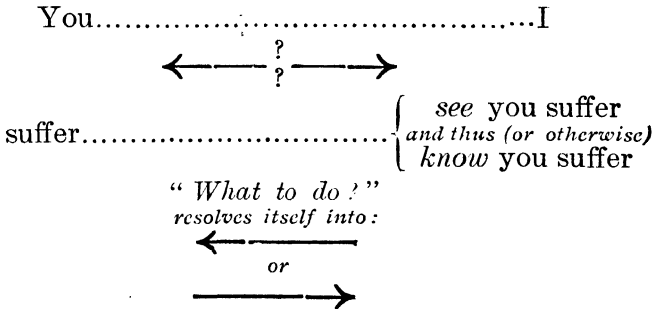 You..........................................I
?
?
suffer.............................. { see you suffer
and thus (or otherwise)
know you suffer
“ What to do ? ”
resolves itself into :
or